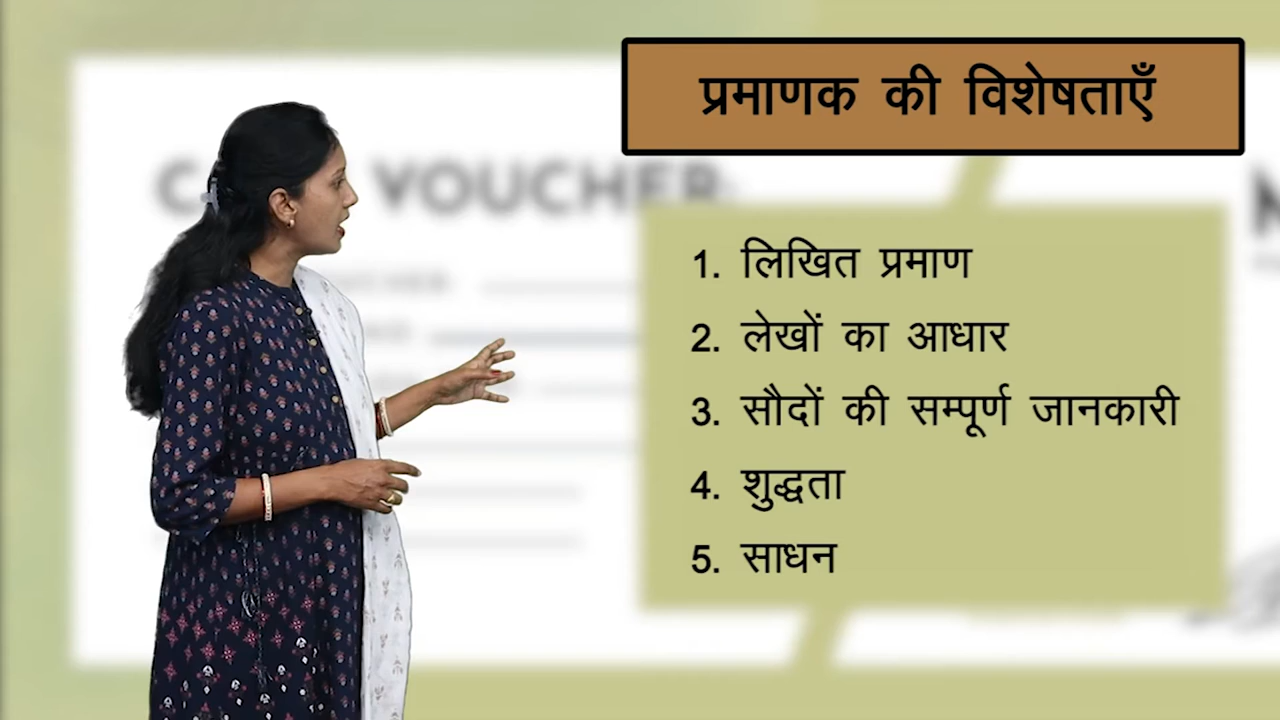 प्रमाणक की विशेषताएँ
VOUCHER
1. लिखित प्रमाण
2. लेखों का आधार
3. सौदों की सम्पूर्ण जानकारी
4. शुद्धता
5. साधन